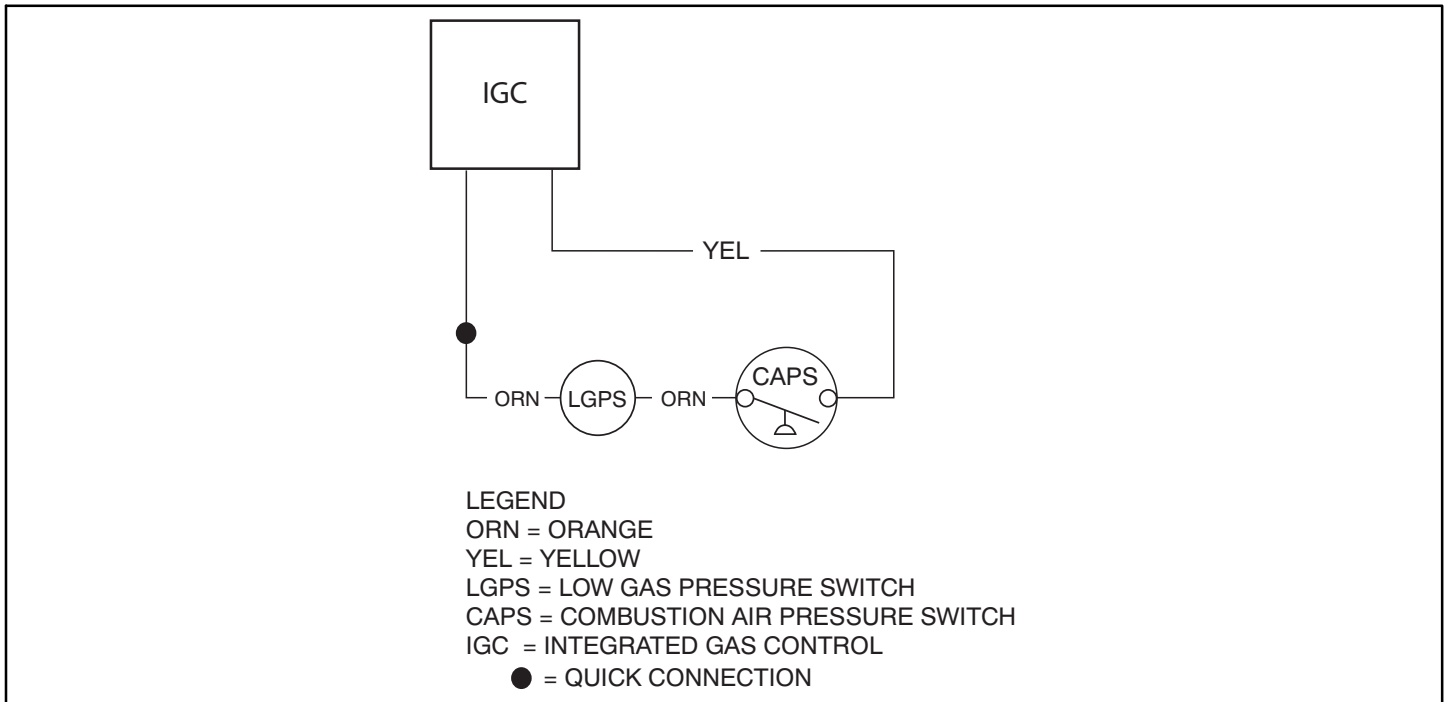 IGC
YEL
ORN LGPS ORN CAPS
LEGEND
ORN = ORANGE
YEL = YELLOW
LGPS = LOW GAS PRESSURE SWITCH
CAPS = COMBUSTION AIR PRESSURE SWITCH
IGC = INTEGRATED GAS CONTROL
= QUICK CONNECTION